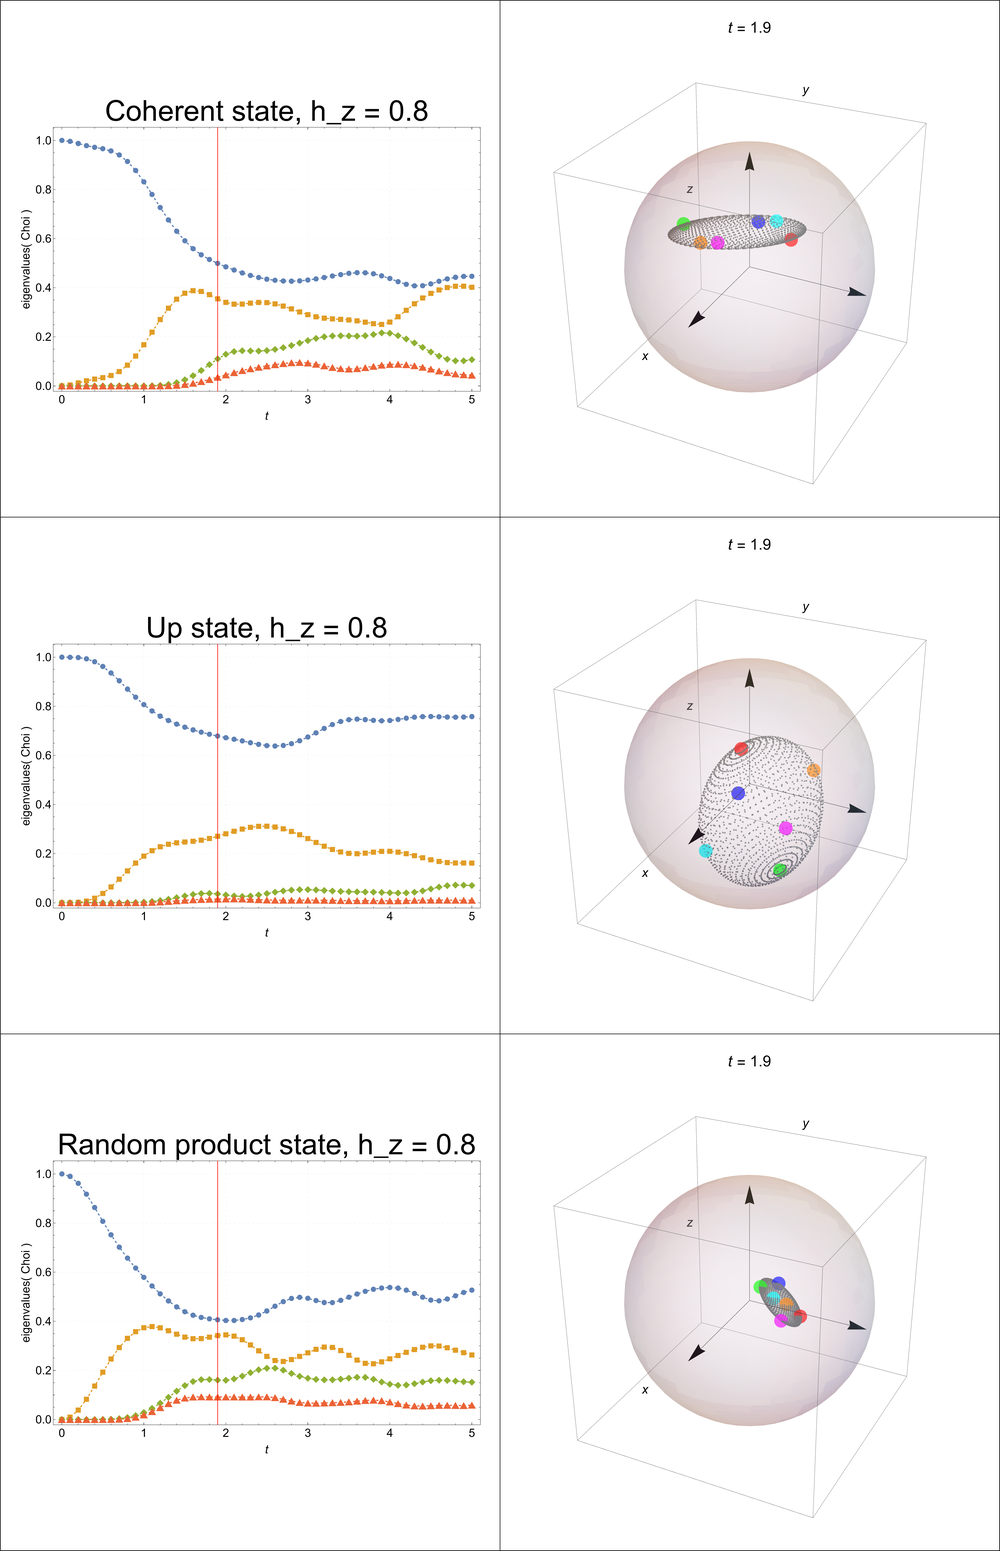 t = 1.9
Coherent state, h_z = 0.8
eigenvalues( Choi )
1.0
0.8
0.6
0.4
0.2
0.0
0 1 2 3 4 5
t
y
z
x
t = 1.9
Up state, h_z = 0.8
eigenvalues( Choi )
1.0
0.8
0.6
0.4
0.2
0.0
0 1 2 3 4 5
t
y
z
x
t = 1.9
Random product state, h_z = 0.8
eigenvalues( Choi )
1.0
0.8
0.6
0.4
0.2
0.0
0 1 2 3 4 5
t
y
z
x